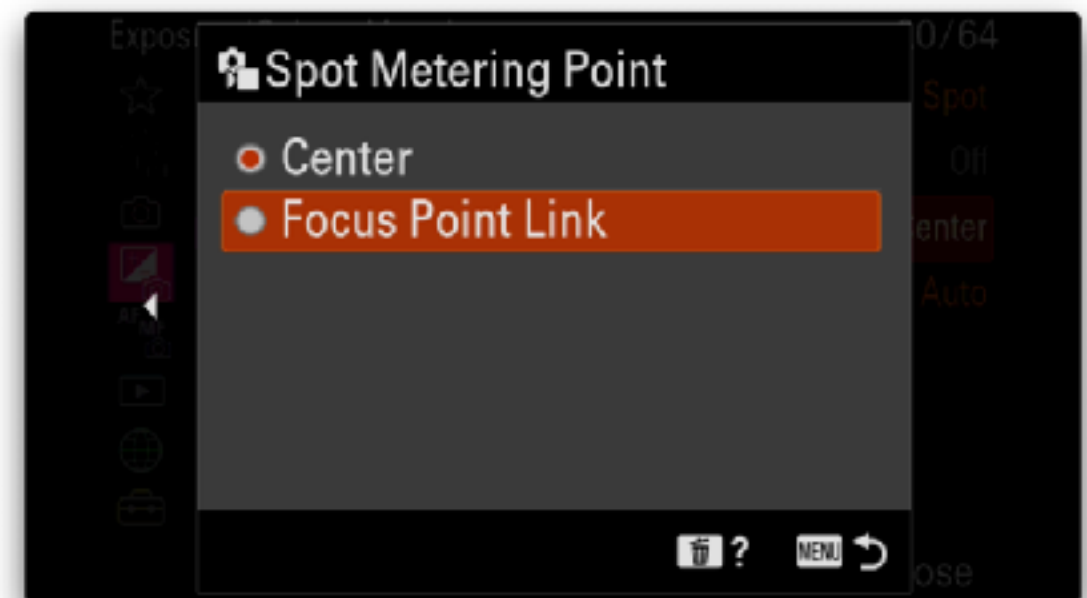 Spot Metering Point
Center
Focus Point Link
?
MENU
0/64
Spot
Off
enter
Auto
ose